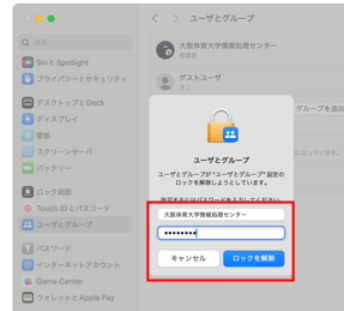 ユーザとグループ
検索
Siri と Spotlight
プライバシーとセキュリティ
デスクトップと Dock
ディスプレイ
壁紙
スクリーンセーバ
バッテリー
ロック画面
Touch ID とパスコード
ユーザとグループ
パスワード
インターネットアカウント
Game Center
ウォレットと Apple Pay
大阪体育大学情報処理センター
管理者
ゲストユーザ
オフ
グループを追加
になっています。
ユーザとグループ
ユーザとグループが"ユーザとグループ"設定の
ロックを解除しようとしています。
許可するにはパスワードを入力してください。
大阪体育大学情報処理センター
••••••••
キャンセル
ロックを解除